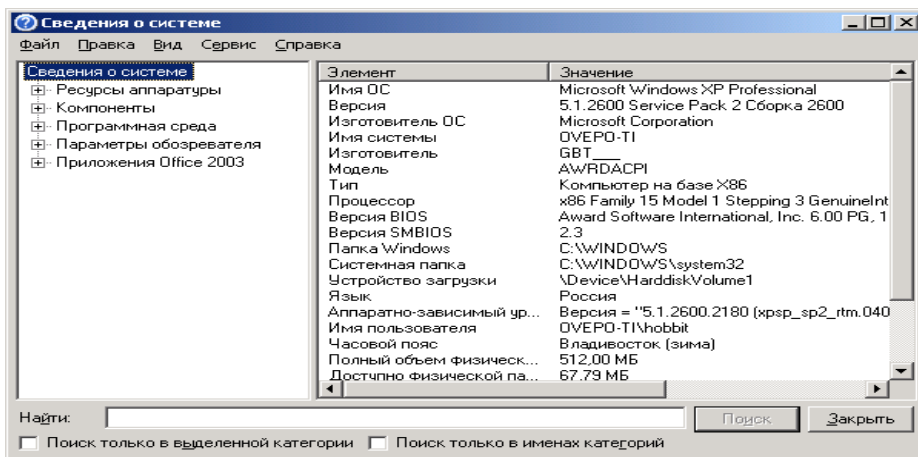 Сведения о системе
Файл Правка Вид Сервис Справка
Сведения о системе
Ресурсы аппаратуры
Компоненты
Программная среда
Параметры обозревателя
Приложения Office 2003
Элемент Значение
Имя ОС Microsoft Windows XP Professional
Версия 5.1.2600 Service Pack 2 Сборка 2600
Изготовитель ОС Microsoft Corporation
Имя системы OVEPO-TI
Изготовитель GBT___
Модель AWRDACPI
Тип Компьютер на базе X86
Процессор x86 Family 15 Model 1 Stepping 3 GenuineInt
Версия BIOS Award Software International, Inc. 6.00 PG, 1
Версия SMBIOS 2.3
Папка Windows C:\WINDOWS
Системная папка C:\WINDOWS\system32
Устройство загрузки \Device\HarddiskVolume1
Язык Россия
Аппаратно-зависимый ур... Версия = "5.1.2600.2180 (xpsp_sp2_rtm.040
Имя пользователя OVEPO-TI\hobbit
Часовой пояс Владивосток (зима)
Полный объем физическ... 512,00 МБ
Доступно физической па... 67,79 МБ
Найти: Поиск Закрыть
Поиск только в выделенной категории Поиск только в именах категорий